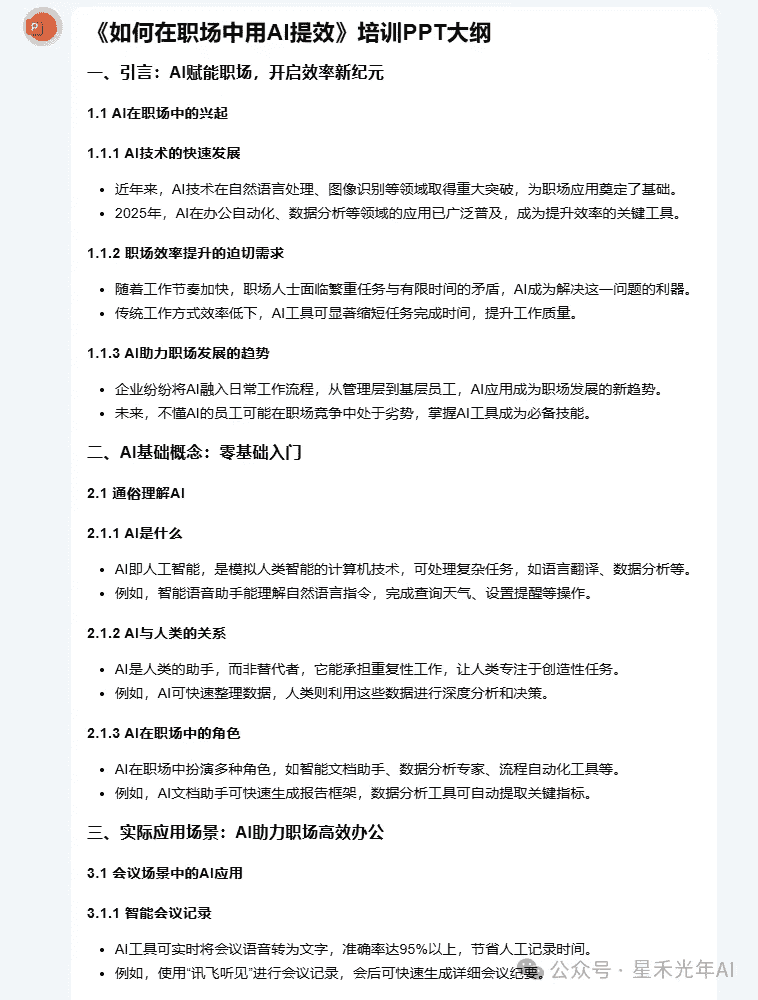 P
《如何在职场中用AI提效》培训PPT大纲
一、引言：AI赋能职场，开启效率新纪元
1.1 AI在职场中的兴起
1.1.1 AI技术的快速发展
• 近年来，AI技术在自然语言处理、图像识别等领域取得重大突破，为职场应用奠定了基础。
• 2025年，AI在办公自动化、数据分析等领域的应用已广泛普及，成为提升效率的关键工具。
1.1.2 职场效率提升的迫切需求
• 随着工作节奏加快，职场人士面临繁重任务与有限时间的矛盾，AI成为解决这一问题的利器。
• 传统工作方式效率低下，AI工具可显著缩短任务完成时间，提升工作质量。
1.1.3 AI助力职场发展的趋势
• 企业纷纷将AI融入日常工作流程，从管理层到基层员工，AI应用成为职场发展的新趋势。
• 未来，不懂AI的员工可能在职场竞争中处于劣势，掌握AI工具成为必备技能。
二、AI基础概念：零基础入门
2.1 通俗理解AI
2.1.1 AI是什么
• AI即人工智能，是模拟人类智能的计算机技术，可处理复杂任务，如语言翻译、数据分析等。
• 例如，智能语音助手能理解自然语言指令，完成查询天气、设置提醒等操作。
2.1.2 AI与人类的关系
• AI是人类的助手，而非替代者，它能承担重复性工作，让人类专注于创造性任务。
• 例如，AI可快速整理数据，人类则利用这些数据进行深度分析和决策。
2.1.3 AI在职场中的角色
• AI在职场中扮演多种角色，如智能文档助手、数据分析专家、流程自动化工具等。
• 例如，AI文档助手可快速生成报告框架，数据分析工具可自动提取关键指标。
三、实际应用场景：AI助力职场高效办公
3.1 会议场景中的AI应用
3.1.1 智能会议记录
• AI工具可实时将会议语音转为文字，准确率达95%以上，节省人工记录时间。
• 例如，使用“讯飞听见”进行会议记录，会后可快速生成详细会议纪要。
公众号 · 星禾光年AI